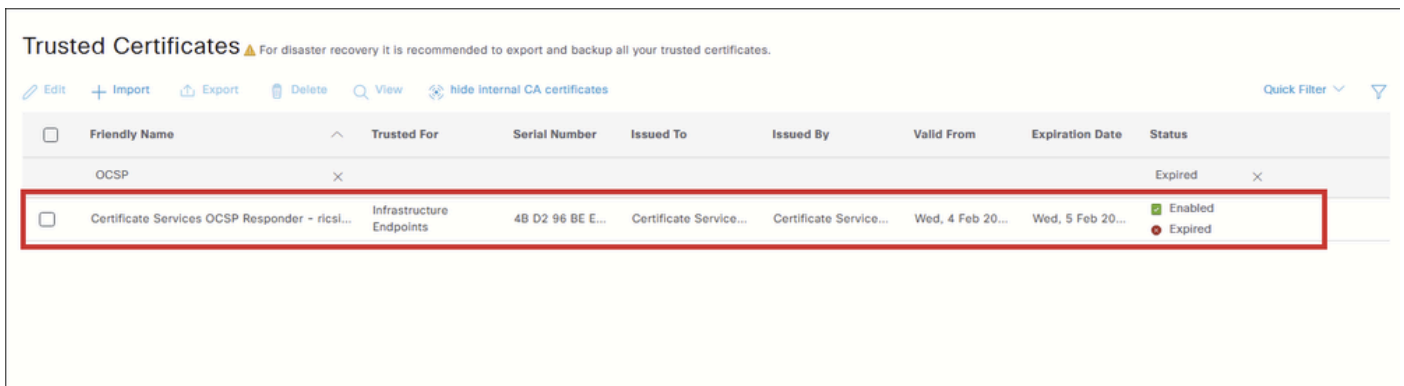 Trusted Certificates For disaster recovery it is recommended to export and backup all your trusted certificates.
Edit Import Export Delete View hide internal CA certificates Quick Filter
Friendly Name Trusted For Serial Number Issued To Issued By Valid From Expiration Date Status
OCSP Expired
Certificate Services OCSP Responder - ricsi... Infrastructure 4B D2 96 BE E... Certificate Service... Certificate Service... Wed, 4 Feb 20... Wed, 5 Feb 20... Enabled
Endpoints Expired